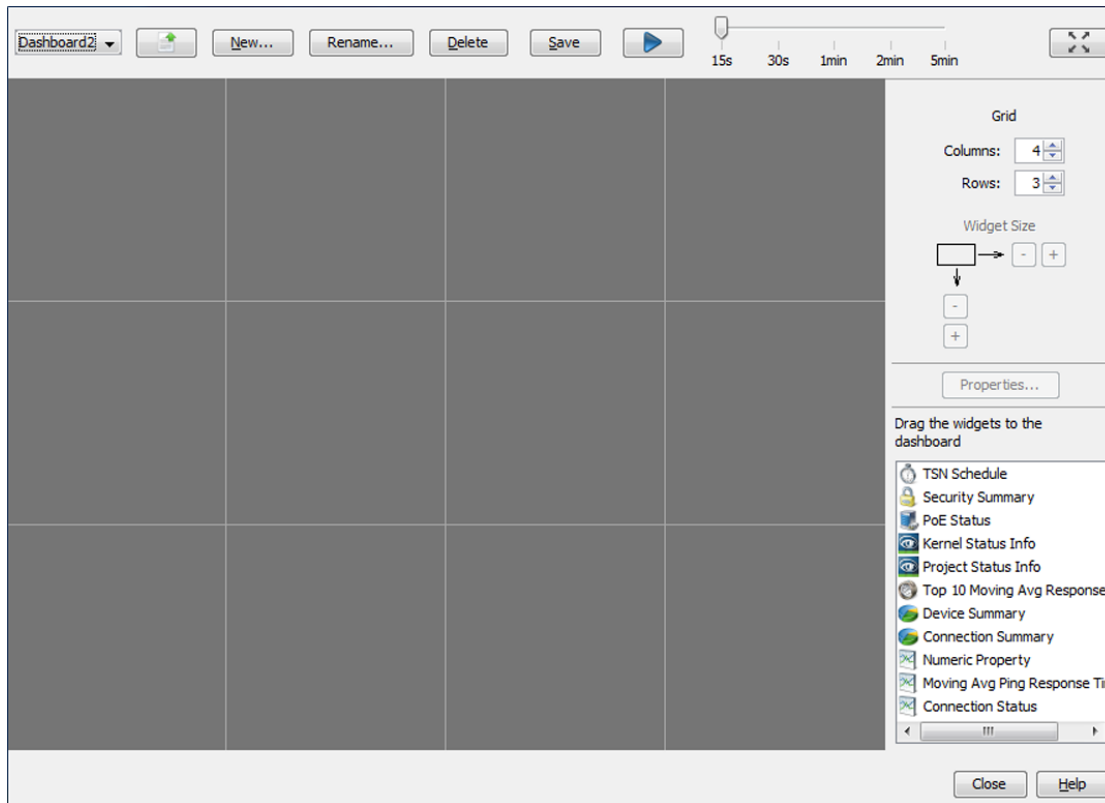 Dashboard2 New... Rename... Delete Save
15s 30s 1min 2min 5min
Grid
Columns: 4
Rows: 3
Widget Size
- +
-
+
Properties...
Drag the widgets to the
dashboard
TSN Schedule
Security Summary
PoE Status
Kernel Status Info
Project Status Info
Top 10 Moving Avg Response
Device Summary
Connection Summary
Numeric Property
Moving Avg Ping Response Ti
Connection Status
Close Help